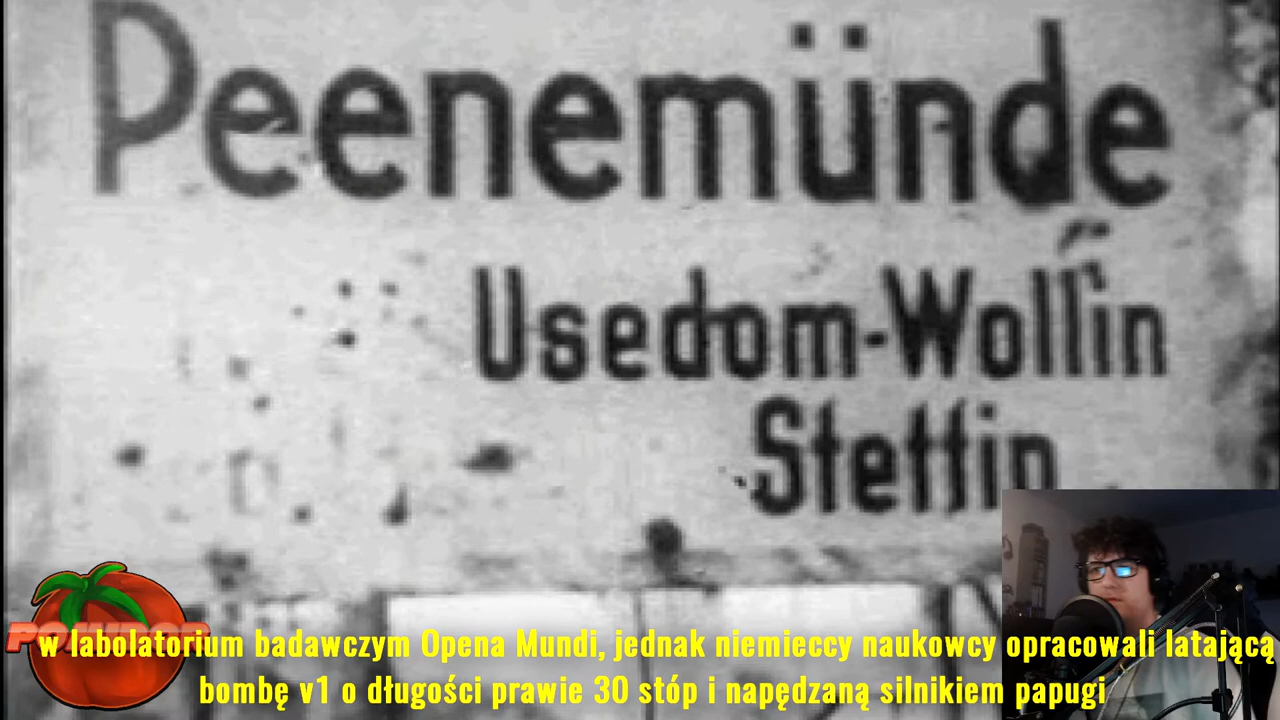 Peenemünde
Usedom-Wollin
Stettin
POMIDOR
w labolatorium badawczym Opena Mundi, jednak niemieccy naukowcy opracowali latającą
bombę v1 o długości prawie 30 stóp i napędzaną silnikiem papugi